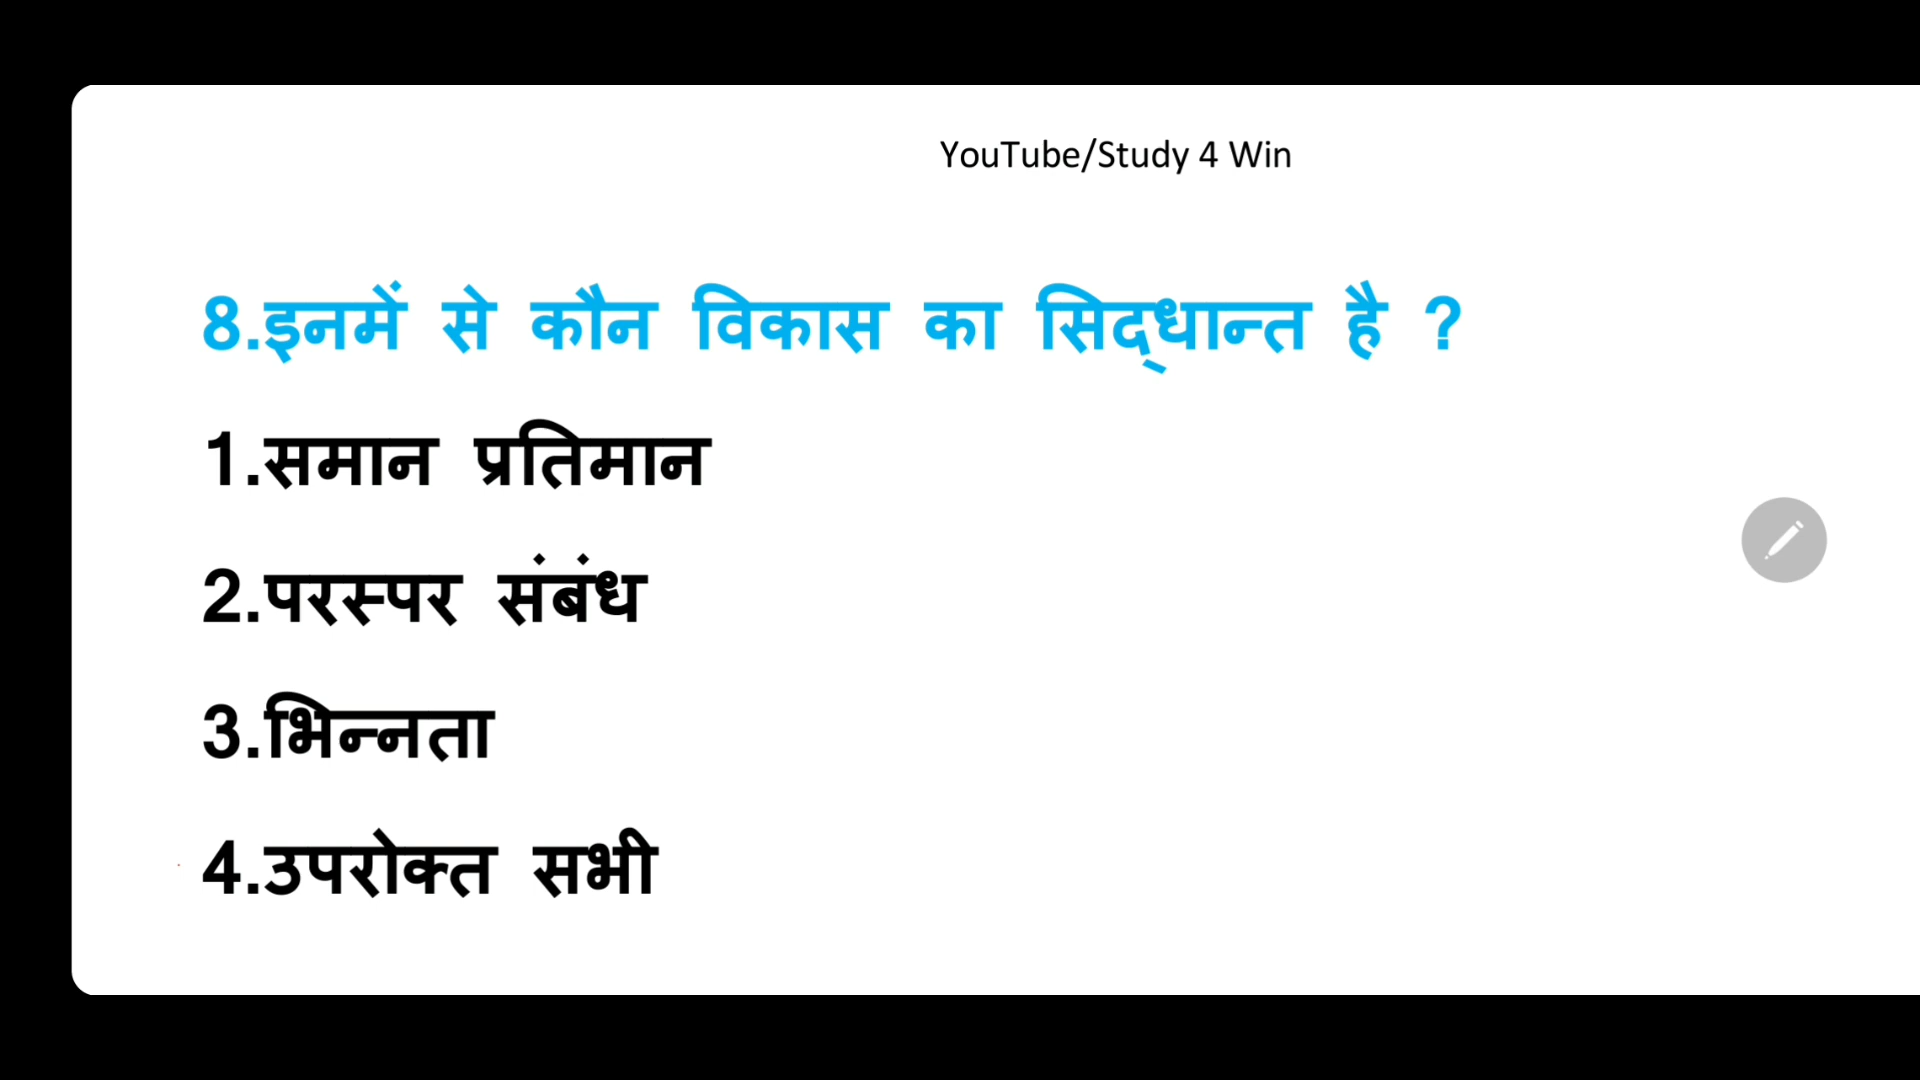 YouTube/Study 4 Win
8.इनमें से कौन विकास का सिद्‌धान्त है ?
1.समान प्रतिमान
2.परस्पर संबंध
3.भिन्नता
4.उपरोक्त सभी